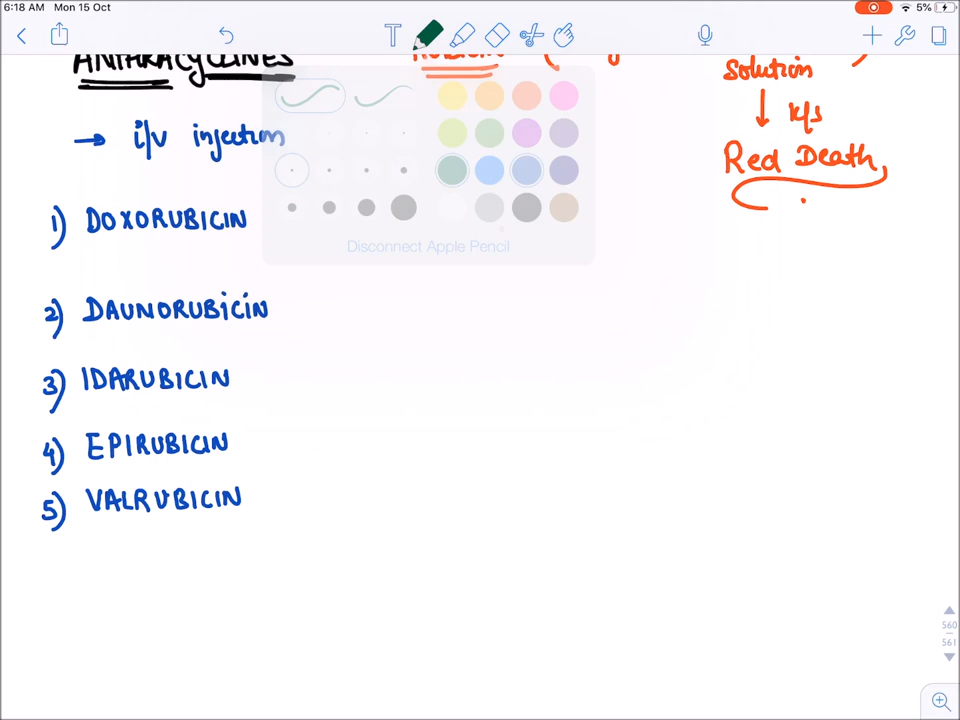 6:18 AM Mon 15 Oct
5%
T
ANTHRACYCLINES
solution
k/s
Red Death
→ i/v injection
Disconnect Apple Pencil
1) DOXORUBICIN
2) DAUNORUBICIN
3) IDARUBICIN
4) EPIRUBICIN
5) VALRUBICIN
560
561